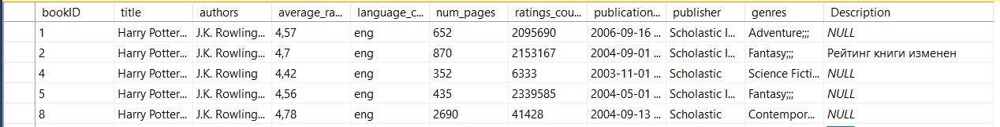 bookID title authors average_ra... language_c... num_pages ratings_cou... publication... publisher genres Description
1 Harry Potter... J.K. Rowling... 4,57 eng 652 2095690 2006-09-16 ... Scholastic I... Adventure;;; NULL
2 Harry Potter... J.K. Rowling... 4,7 eng 870 2153167 2004-09-01 ... Scholastic I... Fantasy;;; Рейтинг книги изменен
4 Harry Potter... J.K. Rowling 4,42 eng 352 6333 2003-11-01 ... Scholastic Science Ficti... NULL
5 Harry Potter... J.K. Rowling... 4,56 eng 435 2339585 2004-05-01 ... Scholastic I... Fantasy;;; NULL
8 Harry Potter... J.K. Rowling... 4,78 eng 2690 41428 2004-09-13 ... Scholastic Contempor... NULL